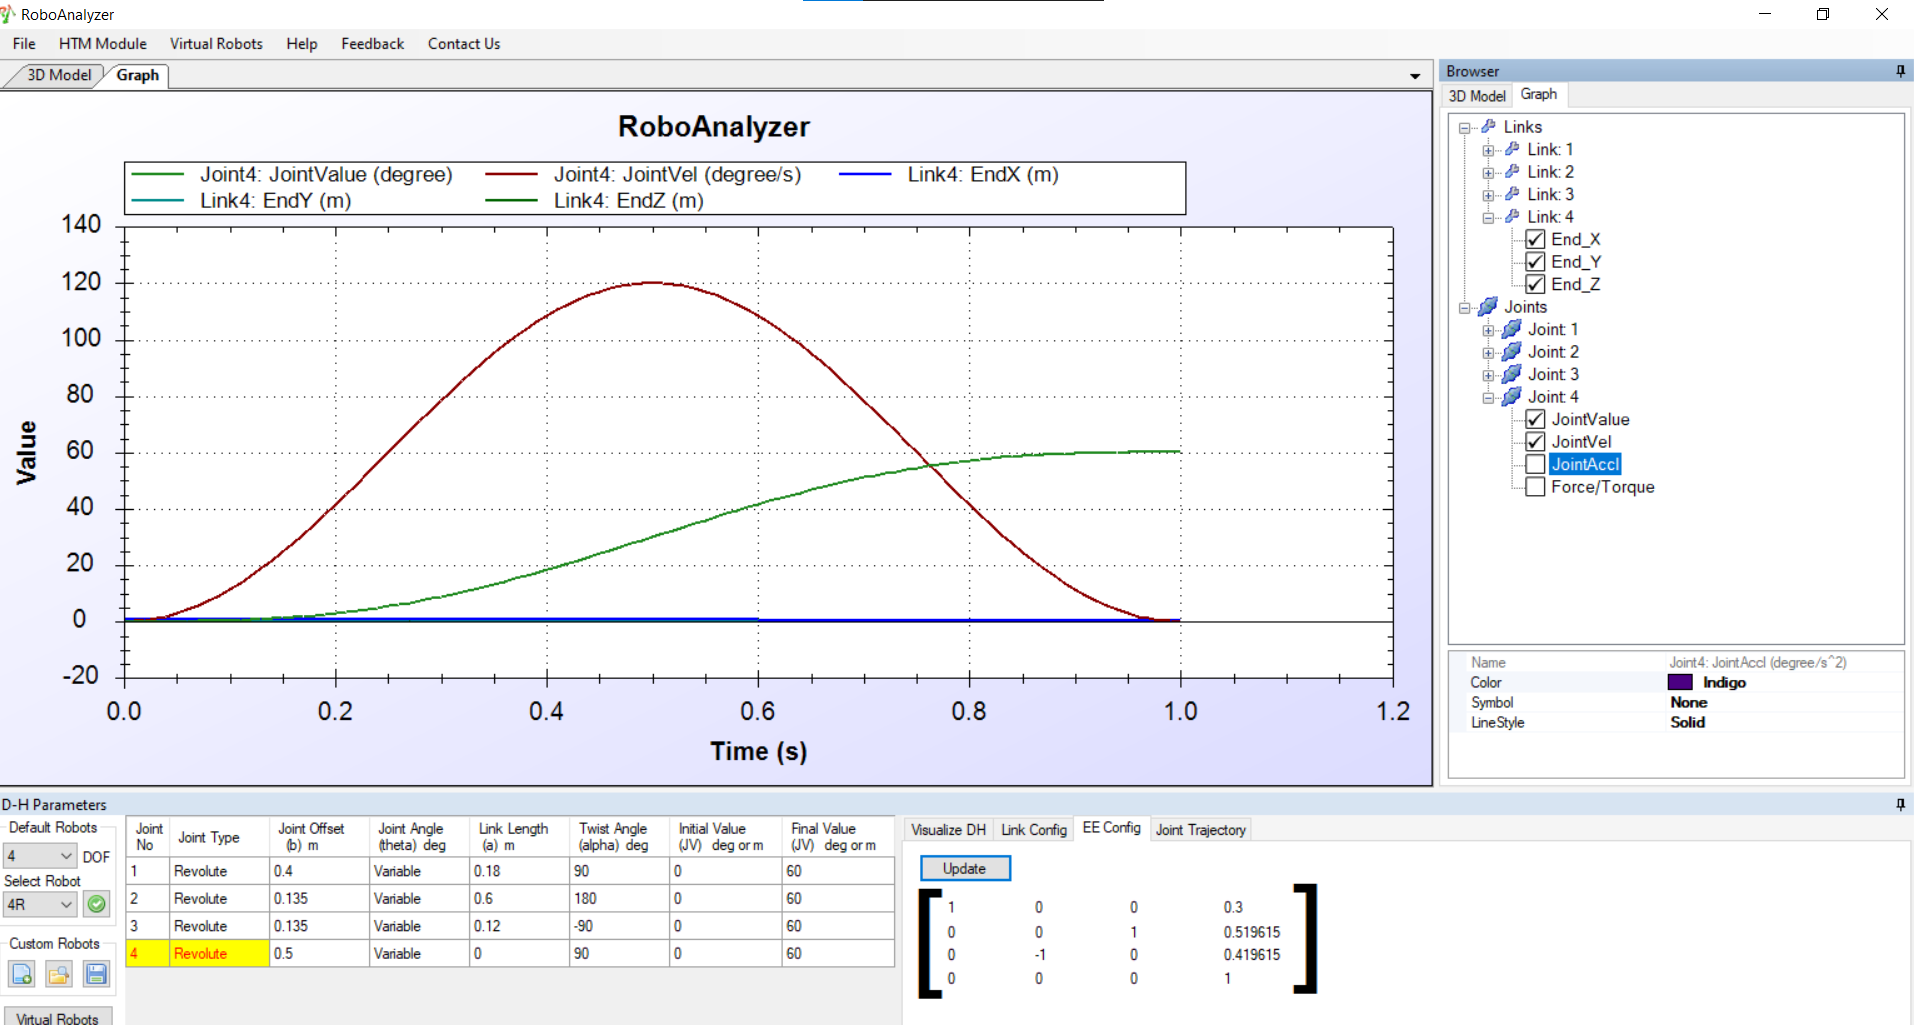 RoboAnalyzer
File HTM Module Virtual Robots Help Feedback Contact Us
3D Model Graph
RoboAnalyzer
Joint4: JointValue (degree) Joint4: JointVel (degree/s) Link4: EndX (m)
Link4: EndY (m) Link4: EndZ (m)
140
120
100
80
60
40
20
0
-20
Value
0.0 0.2 0.4 0.6 0.8 1.0 1.2
Time (s)
Browser
3D Model Graph
Links
Link: 1
Link: 2
Link: 3
Link: 4
End_X
End_Y
End_Z
Joints
Joint: 1
Joint: 2
Joint: 3
Joint: 4
JointValue
JointVel
JointAccl
Force/Torque
Name Joint4: JointAccl (degree/s^2)
Color Indigo
Symbol None
LineStyle Solid
D-H Parameters
Default Robots
4 DOF
Select Robot
4R
Custom Robots
Virtual Robots
Joint No Joint Type Joint Offset (b) m Joint Angle (theta) deg Link Length (a) m Twist Angle (alpha) deg Initial Value (JV) deg or m Final Value (JV) deg or m
1 Revolute 0.4 Variable 0.18 90 0 60
2 Revolute 0.135 Variable 0.6 180 0 60
3 Revolute 0.135 Variable 0.12 -90 0 60
4 Revolute 0.5 Variable 0 90 0 60
Visualize DH Link Config EE Config Joint Trajectory
Update
1 0 0 0.3
0 0 1 0.519615
0 -1 0 0.419615
0 0 0 1